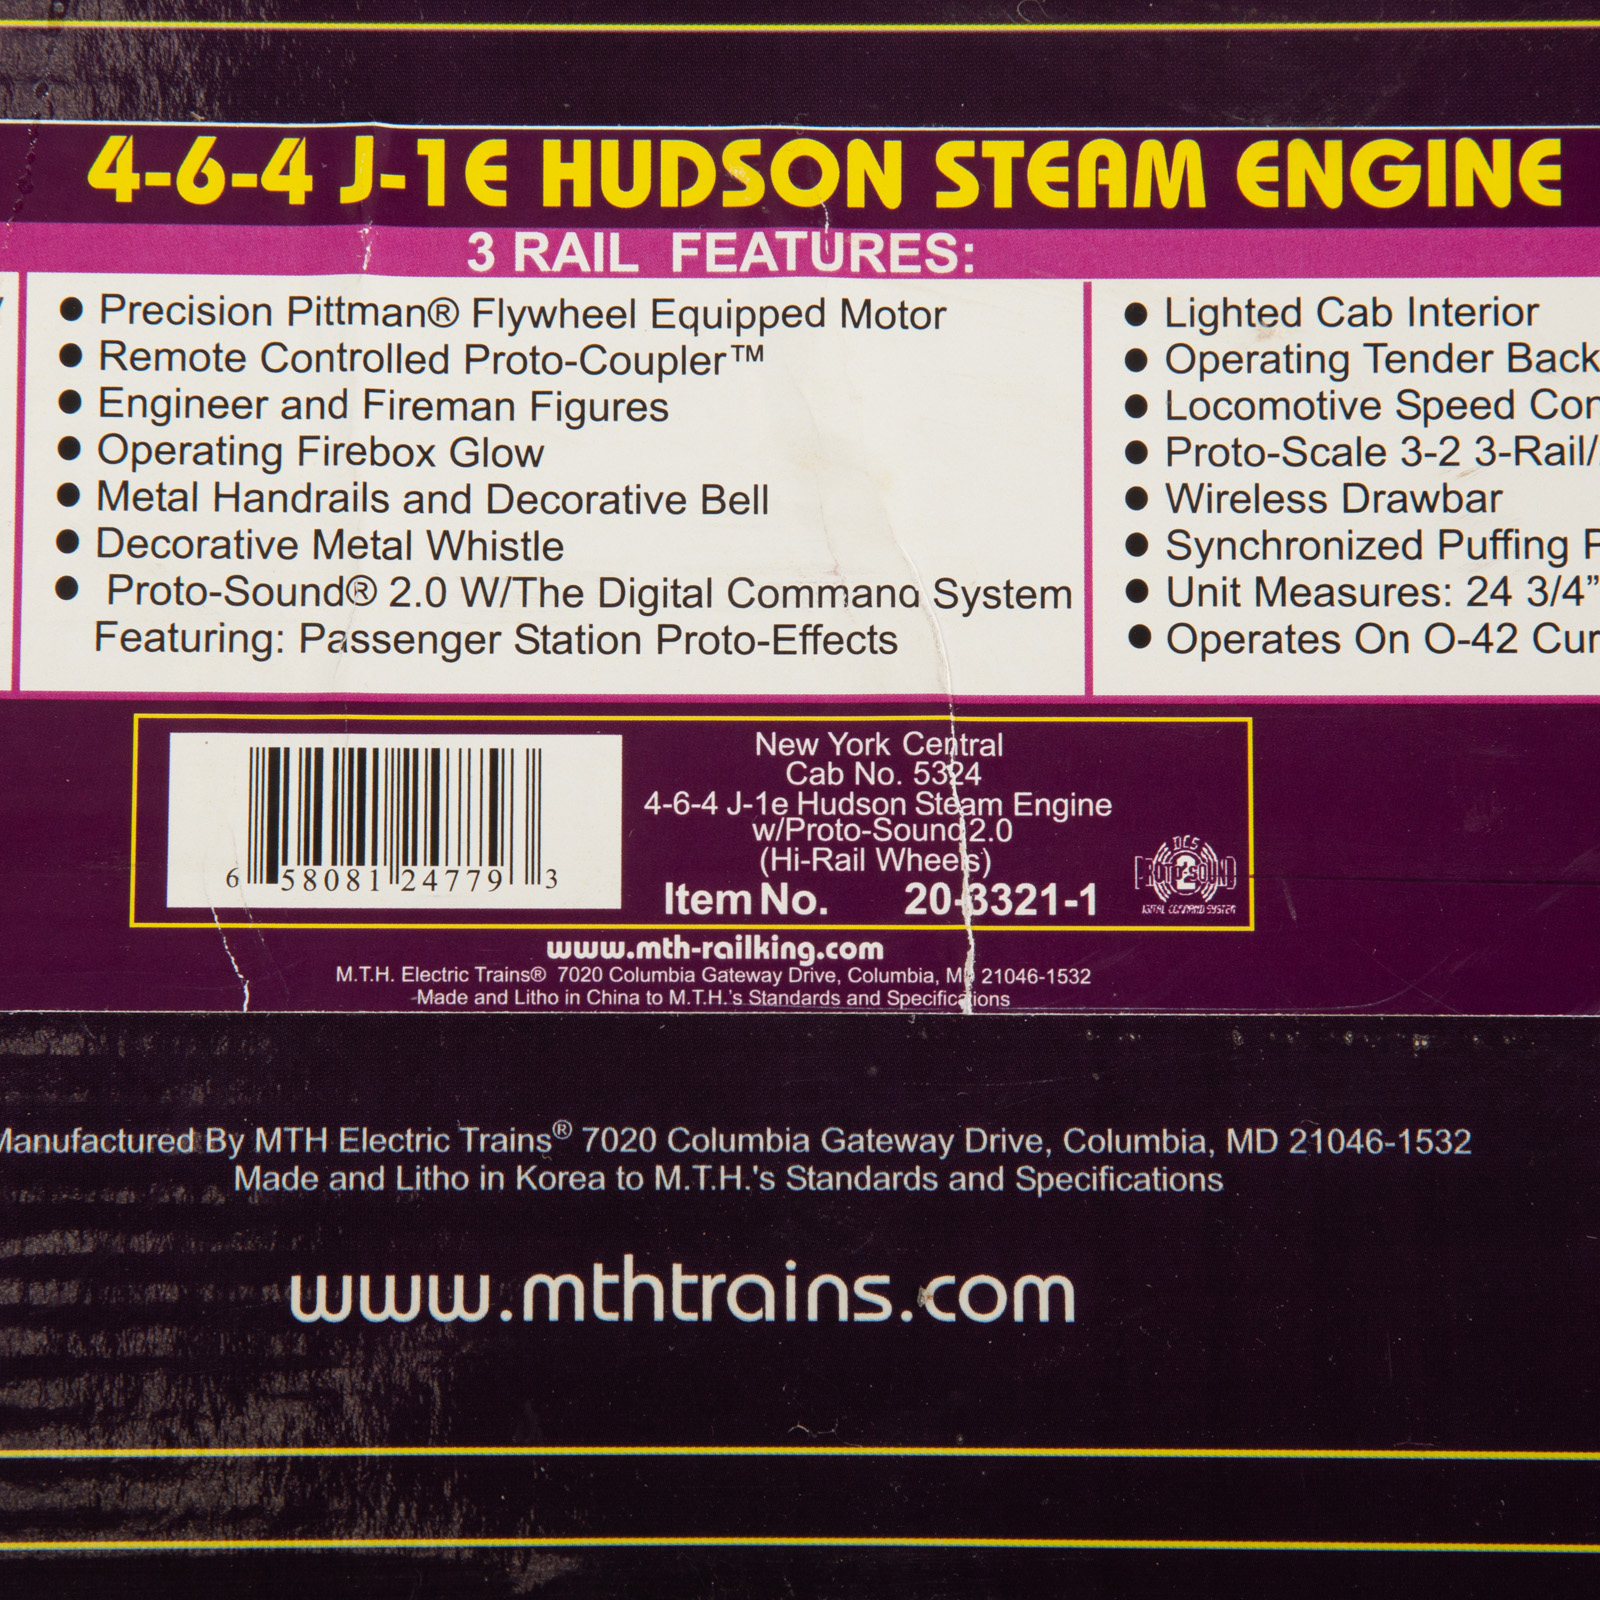 4-6-4 J-1E HUDSON STEAM ENGINE
3 RAIL FEATURES:
● Precision Pittman® Flywheel Equipped Motor
● Remote Controlled Proto-Coupler™
● Engineer and Fireman Figures
● Operating Firebox Glow
● Metal Handrails and Decorative Bell
● Decorative Metal Whistle
● Proto-Sound® 2.0 W/The Digital Command System
Featuring: Passenger Station Proto-Effects
● Lighted Cab Interior
● Operating Tender Back
● Locomotive Speed
● Proto-Scale 3-2 3-Rail/
● Wireless Drawbar
● Synchronized Puffing
● Unit Measures: 24 3/4”
● Operates On O-42
6 58081 24779 3
New York Central
Cab No. 5324
4-6-4 J-1e Hudson Steam Engine
w/Proto-Sound 2.0
(Hi-Rail Wheels)
Item No. 20-3321-1
DCS
PROTO SOUND
2
DIGITAL COMMAND SYSTEM
www.mth-railking.com
M.T.H. Electric Trains® 7020 Columbia Gateway Drive, Columbia, MD 21046-1532
Made and Litho in China to M.T.H.'s Standards and Specifications
Manufactured By MTH Electric Trains® 7020 Columbia Gateway Drive, Columbia, MD 21046-1532
Made and Litho in Korea to M.T.H.'s Standards and Specifications
www.mthtrains.com